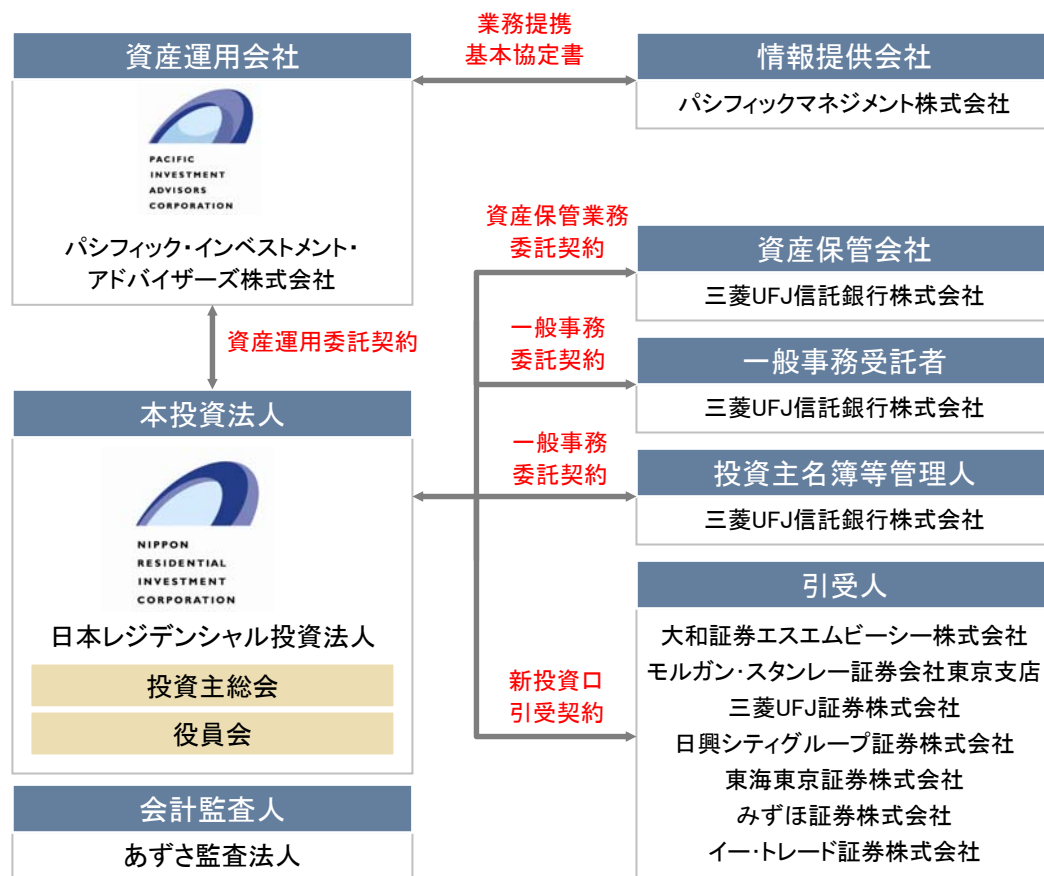 業務提携
基本協定書
資産運用会社
PACIFIC
INVESTMENT
ADVISORS
CORPORATION
パシフィック・インベストメント・
アドバイザーズ株式会社
情報提供会社
パシフィックマネジメント株式会社
資産運用委託契約
本投資法人
NIPPON
RESIDENTIAL
INVESTMENT
CORPORATION
日本レジデンシャル投資法人
投資主総会
役員会
会計監査人
あずさ監査法人
資産保管業務
委託契約
資産保管会社
三菱UFJ信託銀行株式会社
一般事務
委託契約
一般事務受託者
三菱UFJ信託銀行株式会社
一般事務
委託契約
投資主名簿等管理人
三菱UFJ信託銀行株式会社
新投資口
引受契約
引受人
大和証券エスエムビーシー株式会社
モルガン・スタンレー証券会社東京支店
三菱UFJ証券株式会社
日興シティグループ証券株式会社
東海東京証券株式会社
みずほ証券株式会社
イー・トレード証券株式会社